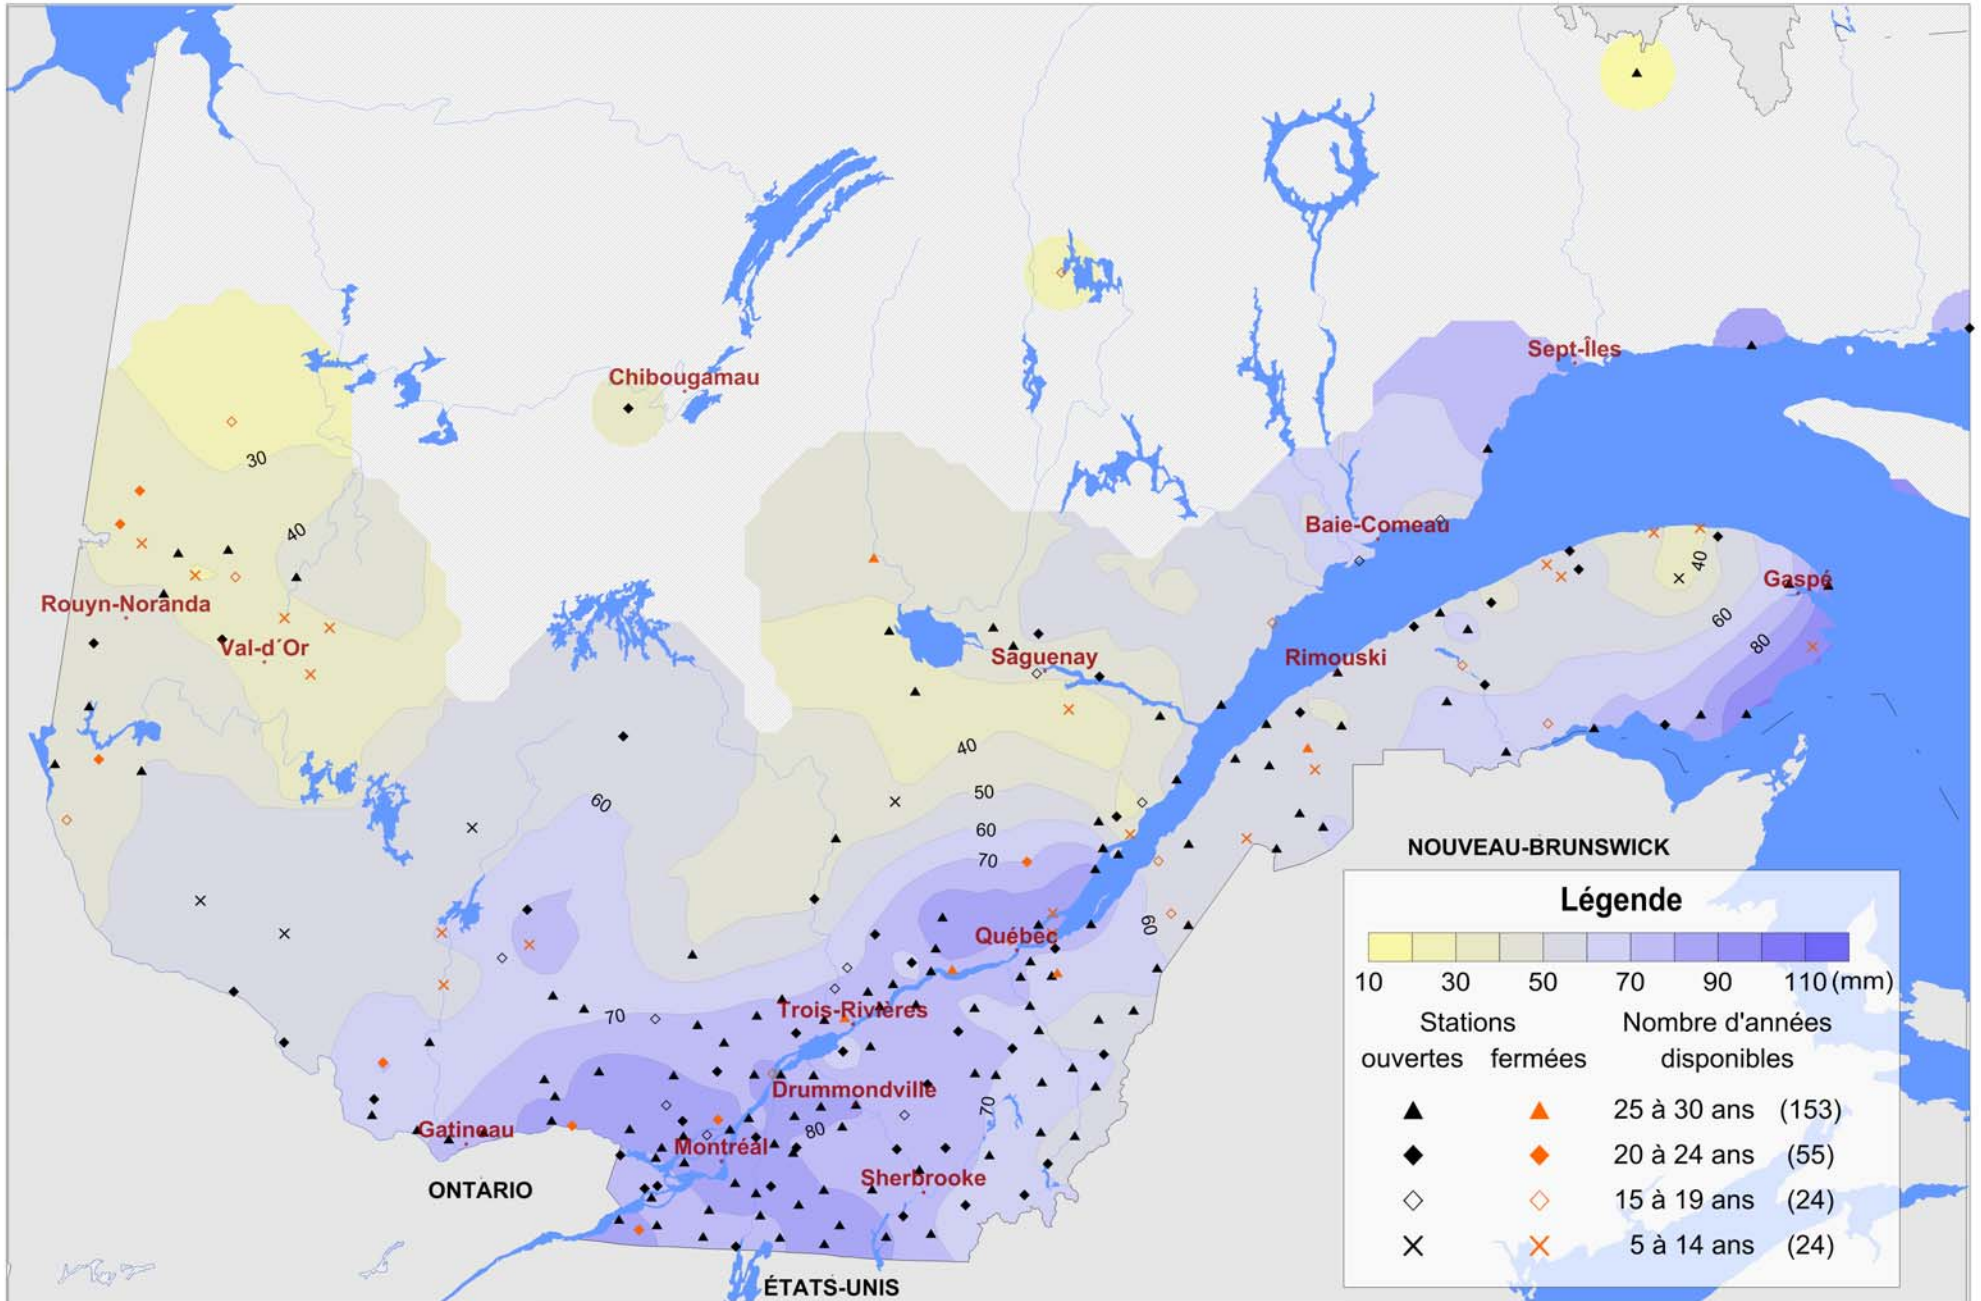 Sept-Îles
Chibougamau
30
40
Baie-Comeau
40
Gaspé
Rouyn-Noranda
60
Val-d'Or
80
Saguenay
Rimouski
40
50
60
60
70
NOUVEAU-BRUNSWICK
60
Québec
70
Trois-Rivières
Drummondville
70
80
Gatineau
Montréal
Sherbrooke
ONTARIO
ÉTATS-UNIS
Légende
10 30 50 70 90 110 (mm)
Stations Nombre d'années
ouvertes fermées disponibles
25 à 30 ans (153)
20 à 24 ans (55)
15 à 19 ans (24)
5 à 14 ans (24)